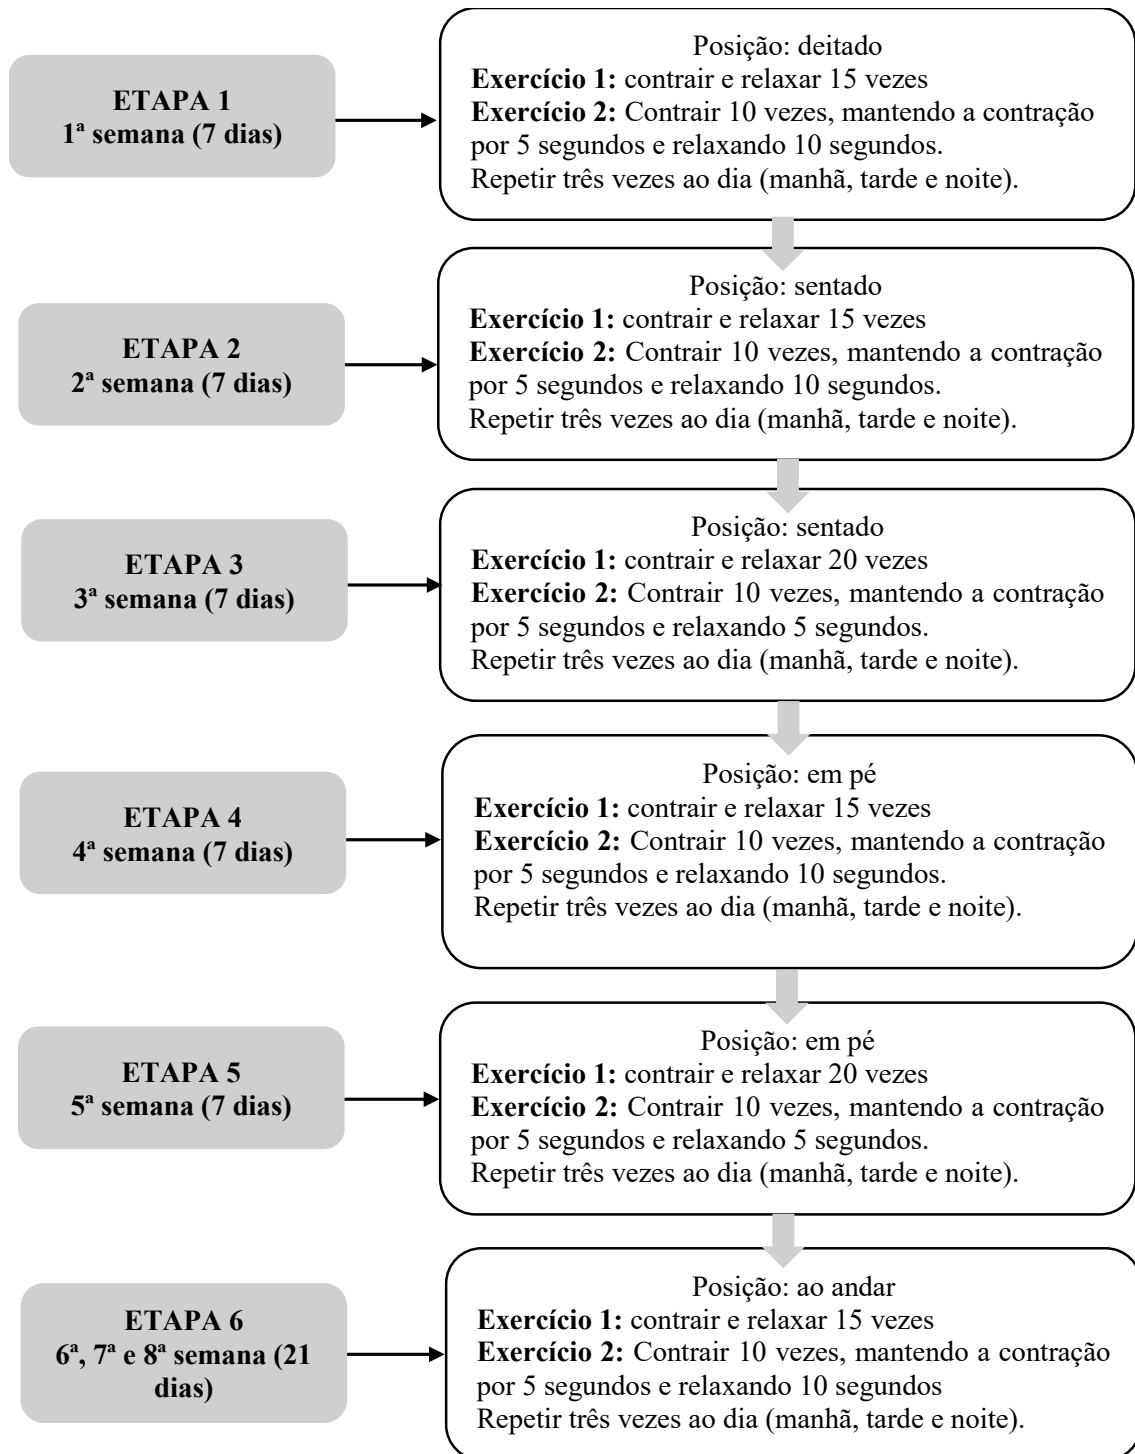 ETAPA 1
1ª semana (7 dias)
Posição: deitado
Exercício 1: contrair e relaxar 15 vezes
Exercício 2: Contrair 10 vezes, mantendo a contração
por 5 segundos e relaxando 10 segundos.
Repetir três vezes ao dia (manhã, tarde e noite).
ETAPA 2
2ª semana (7 dias)
Posição: sentado
Exercício 1: contrair e relaxar 15 vezes
Exercício 2: Contrair 10 vezes, mantendo a contração
por 5 segundos e relaxando 10 segundos.
Repetir três vezes ao dia (manhã, tarde e noite).
ETAPA 3
3ª semana (7 dias)
Posição: sentado
Exercício 1: contrair e relaxar 20 vezes
Exercício 2: Contrair 10 vezes, mantendo a contração
por 5 segundos e relaxando 5 segundos.
Repetir três vezes ao dia (manhã, tarde e noite).
ETAPA 4
4ª semana (7 dias)
Posição: em pé
Exercício 1: contrair e relaxar 15 vezes
Exercício 2: Contrair 10 vezes, mantendo a contração
por 5 segundos e relaxando 10 segundos.
Repetir três vezes ao dia (manhã, tarde e noite).
ETAPA 5
5ª semana (7 dias)
Posição: em pé
Exercício 1: contrair e relaxar 20 vezes
Exercício 2: Contrair 10 vezes, mantendo a contração
por 5 segundos e relaxando 5 segundos.
Repetir três vezes ao dia (manhã, tarde e noite).
ETAPA 6
6ª, 7ª e 8ª semana (21
dias)
Posição: ao andar
Exercício 1: contrair e relaxar 15 vezes
Exercício 2: Contrair 10 vezes, mantendo a contração
por 5 segundos e relaxando 10 segundos
Repetir três vezes ao dia (manhã, tarde e noite).